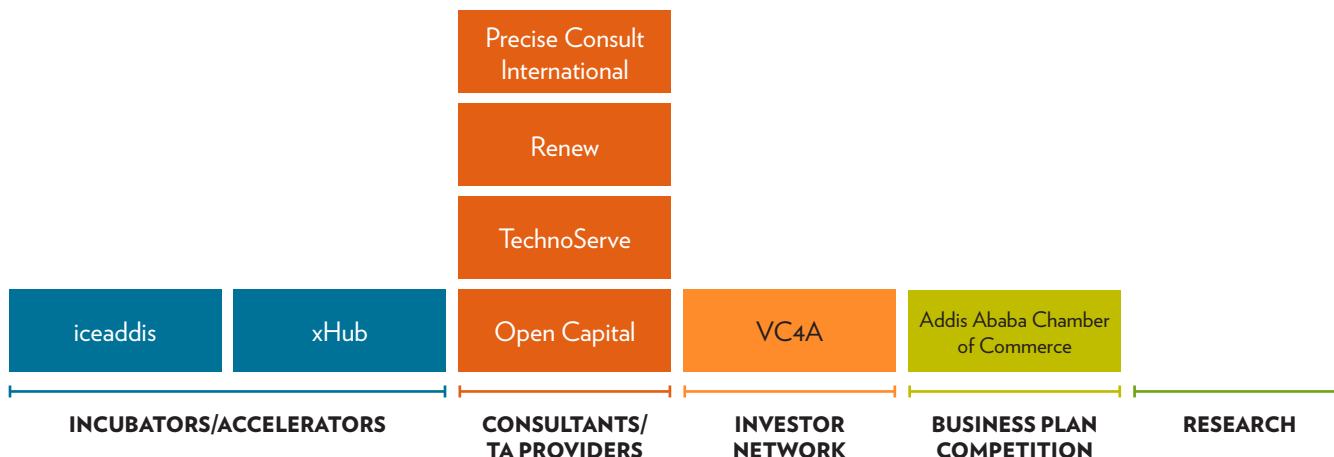 Precise Consult
International
Renew
TechnoServe
iceaddis
xHub
Open Capital
VC4A
Addis Ababa Chamber
of Commerce
INCUBATORS/ACCELERATORS
CONSULTANTS/
TA PROVIDERS
INVESTOR
NETWORK
BUSINESS PLAN
COMPETITION
RESEARCH